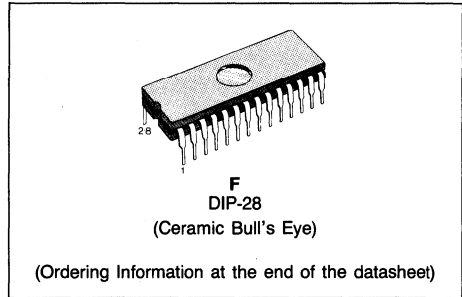 28
1
F
DIP-28
(Ceramic Bull's Eye)
(Ordering Information at the end of the datasheet)